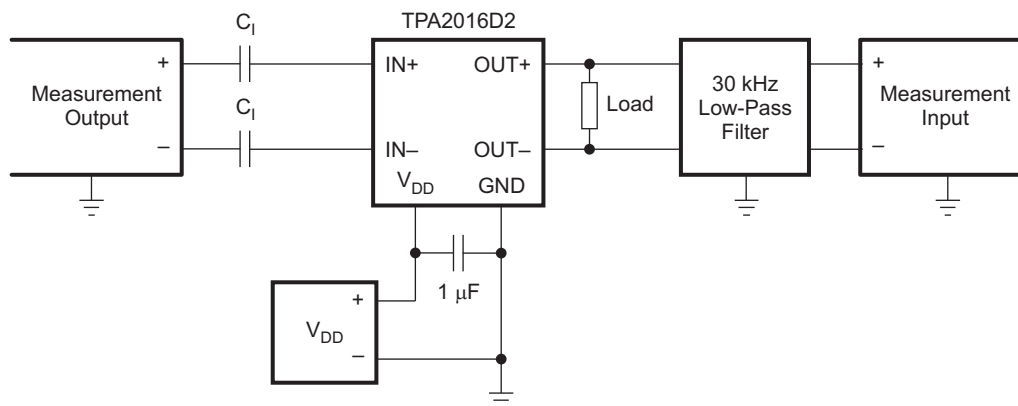 TPA2016D2
C_I
+
Measurement
Output
–
C_I
IN+
IN–
V_DD
GND
OUT+
OUT–
Load
30 kHz
Low-Pass
Filter
+
Measurement
Input
–
1 μF
+
V_DD
–